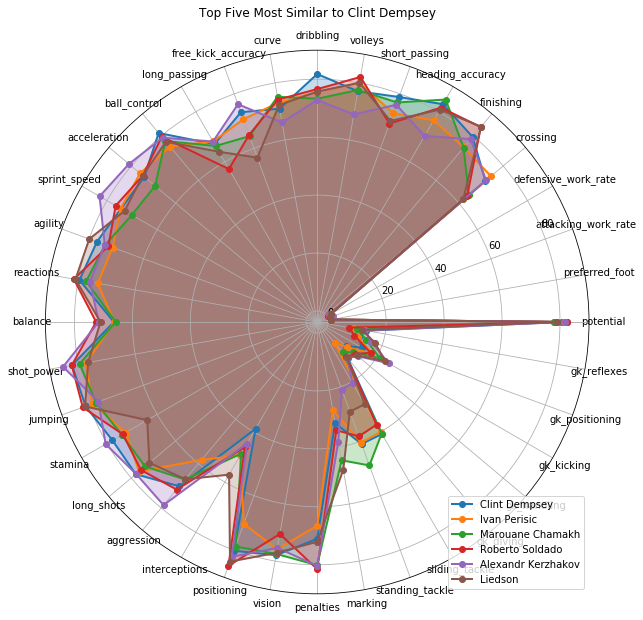 Top Five Most Similar to Clint Dempsey
dribbling
volleys
short_passing
heading_accuracy
finishing
crossing
defensive_work_rate
attacking_work_rate
preferred_foot
potential
gk_reflexes
gk_positioning
gk_kicking
gk_diving
sliding_tackle
standing_tackle
marking
penalties
vision
positioning
interceptions
aggression
long_shots
stamina
jumping
shot_power
balance
reactions
agility
sprint_speed
acceleration
ball_control
long_passing
free_kick_accuracy
curve
0
20
40
60
80
Clint Dempsey
Ivan Perisic
Marouane Chamakh
Roberto Soldado
Alexandr Kerzhakov
Liedson